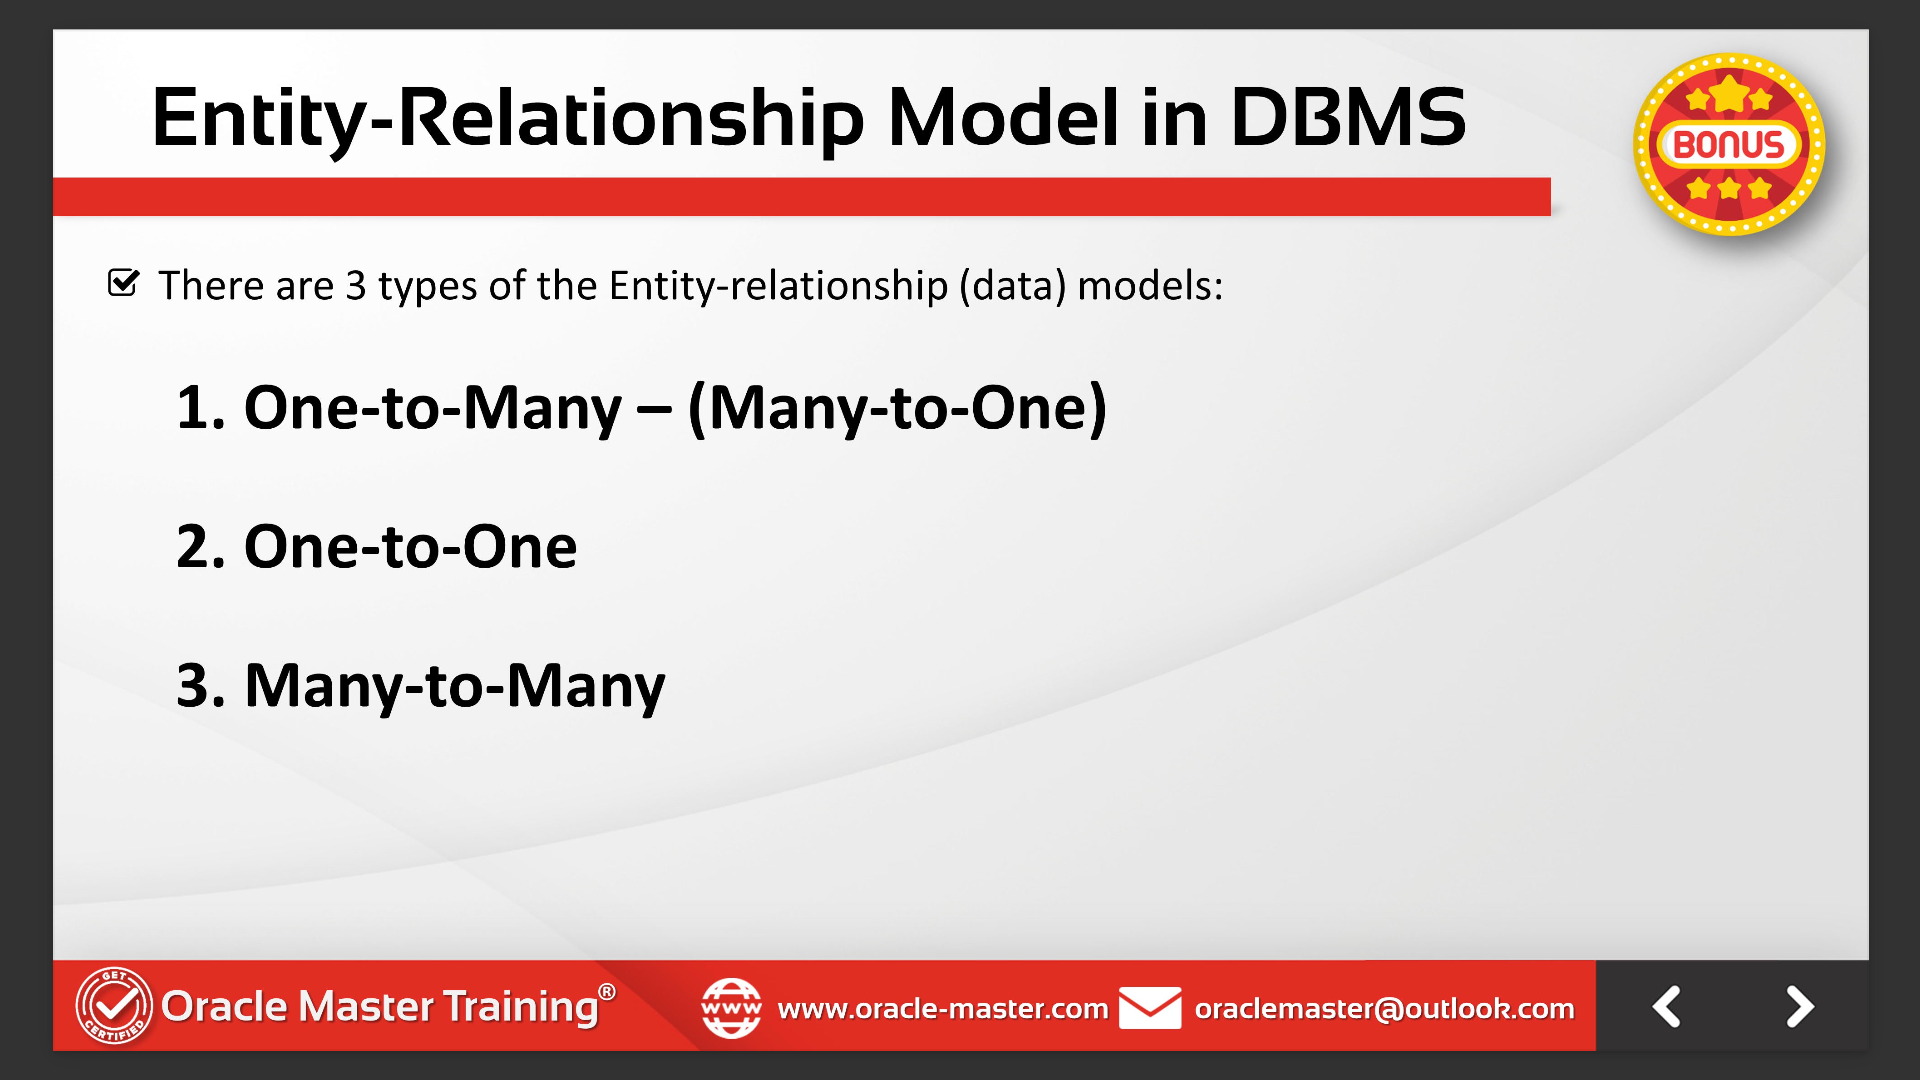 Entity-Relationship Model in DBMS
BONUS
There are 3 types of the Entity-relationship (data) models:
1. One-to-Many – (Many-to-One)
2. One-to-One
3. Many-to-Many
GET
CERTIFIED
Oracle Master Training®
www
www.oracle-master.com
oraclemaster@outlook.com